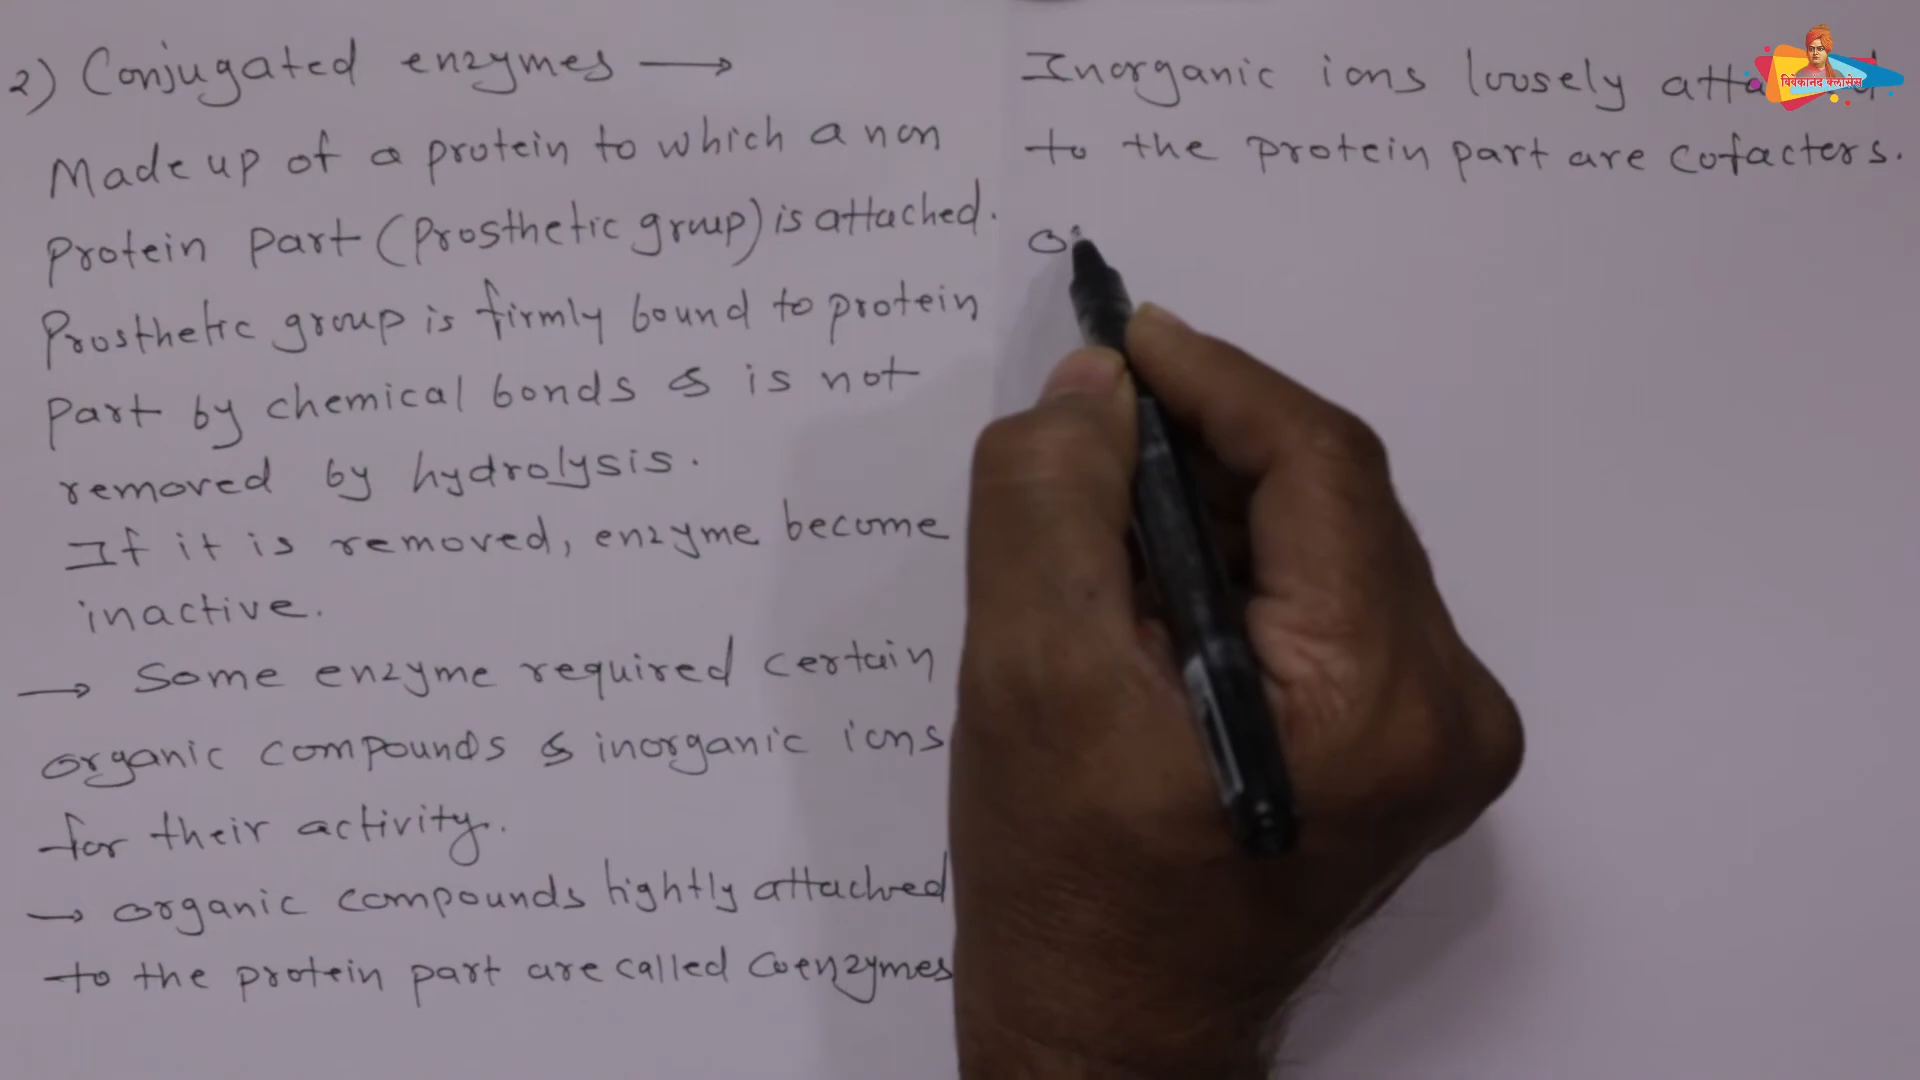 2) Conjugated enzymes →
Made up of a protein to which a non
protein part (Prosthetic group) is attached.
Prosthetic group is firmly bound to protein
part by chemical bonds & is not
removed by hydrolysis.
If it is removed, enzyme become
inactive.
→ Some enzyme required certain
organic compounds & inorganic ions
for their activity.
→ organic compounds tightly attached
to the protein part are called Coenzymes
Inorganic ions loosely attached
to the protein part are cofacters.
विवेकानंद क्लासेस